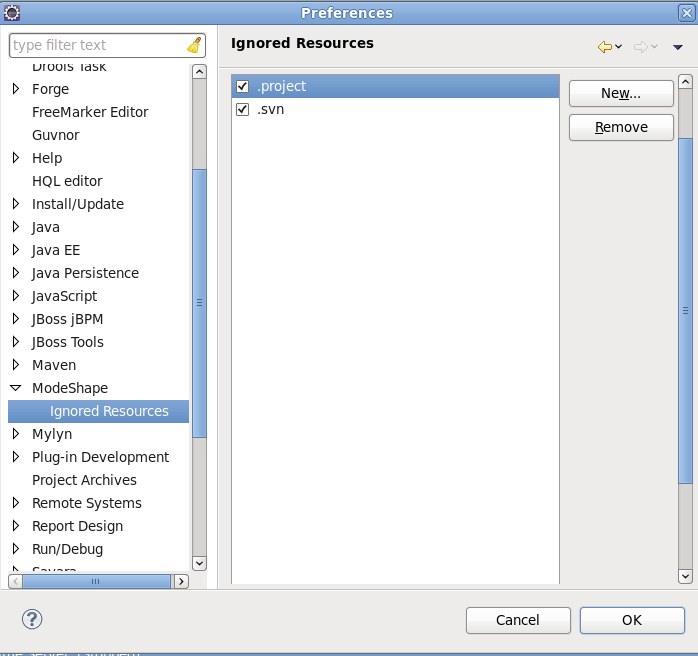 Preferences
type filter text
Ignored Resources
Drools Task
Forge
FreeMarker Editor
Guvnor
Help
HQL editor
Install/Update
Java
Java EE
Java Persistence
JavaScript
JBoss jBPM
JBoss Tools
Maven
ModeShape
Ignored Resources
Mylyn
Plug-in Development
Project Archives
Remote Systems
Report Design
Run/Debug
Savara
.project
.svn
New...
Remove
Cancel
OK